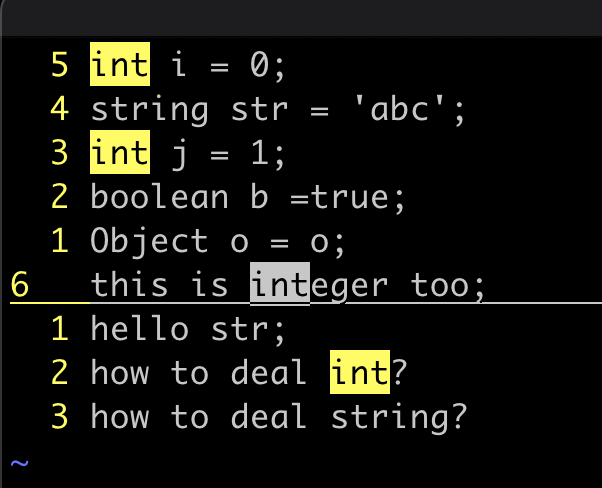 5 int i = 0;
4 string str = 'abc';
3 int j = 1;
2 boolean b =true;
1 Object o = o;
6 this is integer too;
1 hello str;
2 how to deal int?
3 how to deal string?
~